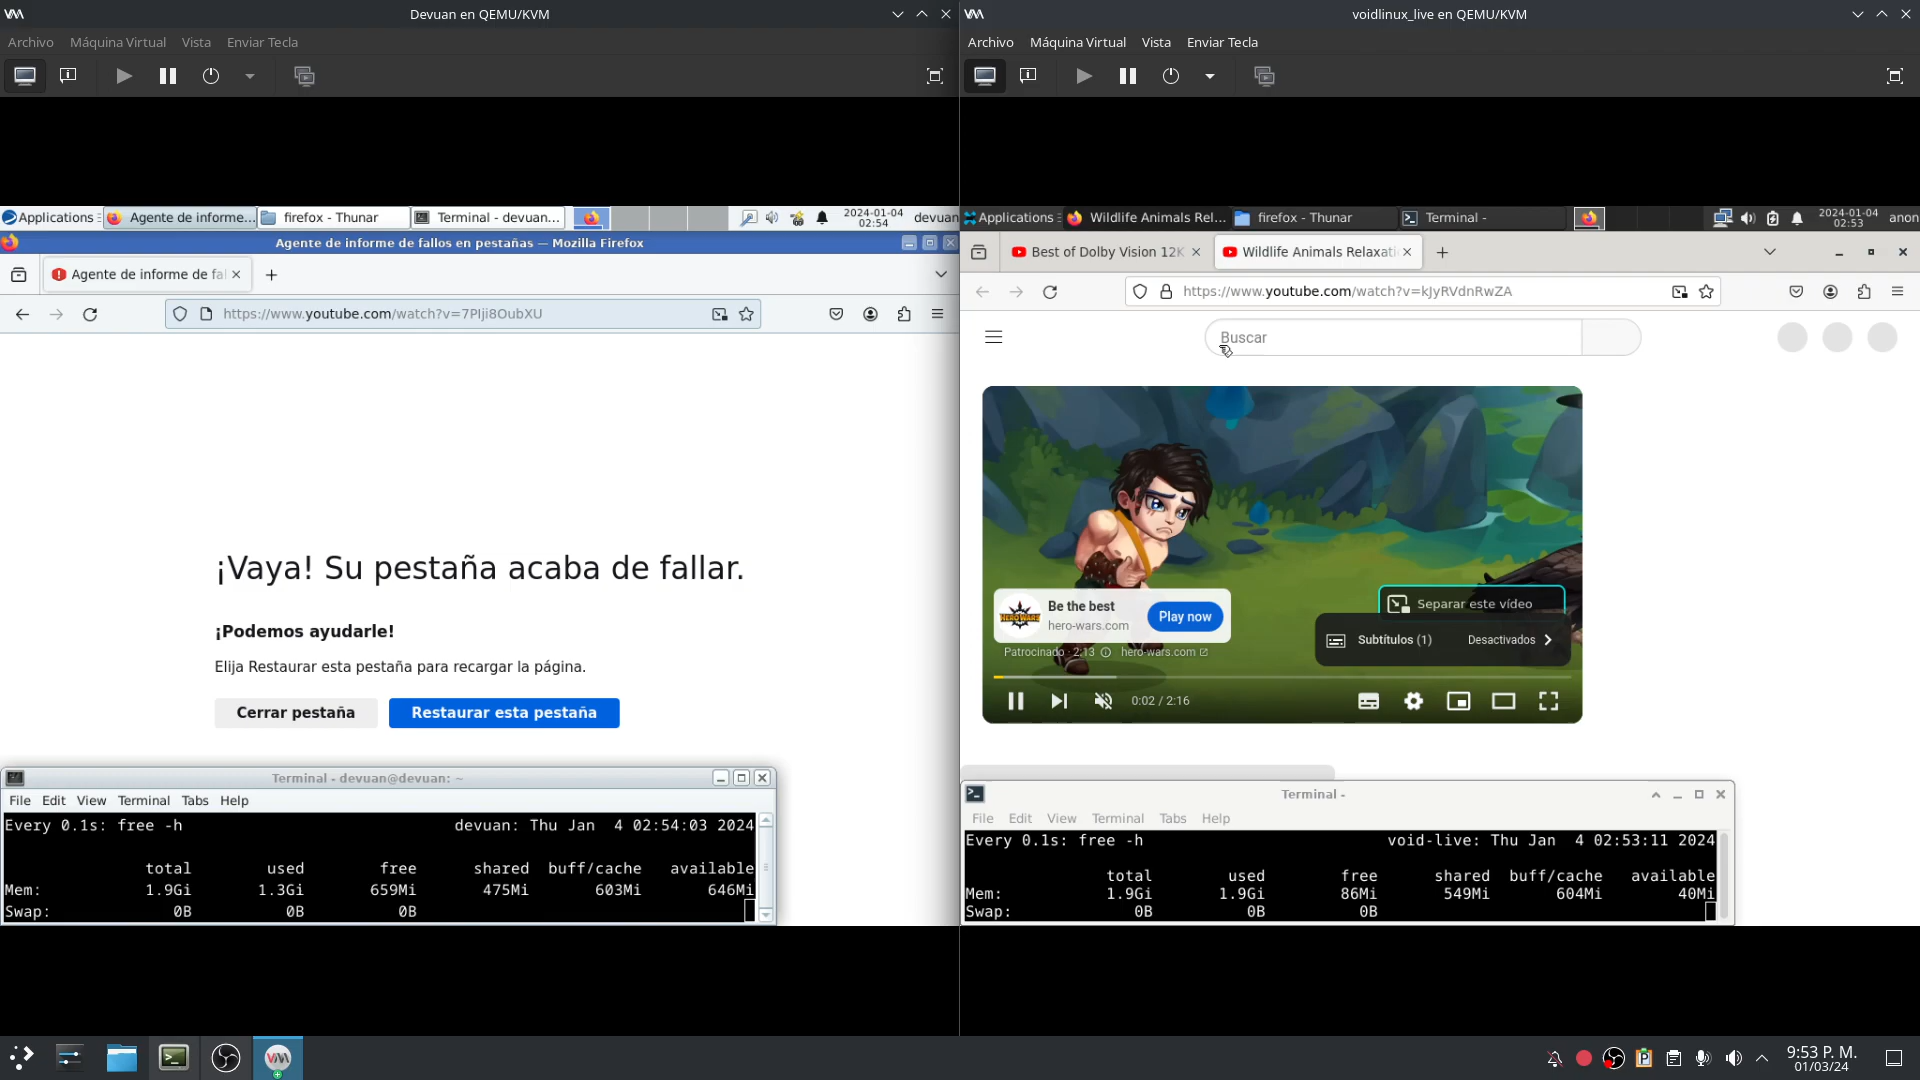 Devuan en QEMU/KVM
Archivo Máquina Virtual Vista Enviar Tecla
Applications Agente de informe... firefox - Thunar Terminal - devuan... 2024-01-04 02:54 devuan
Agente de informe de fallos en pestañas — Mozilla Firefox
Agente de informe de fal
https://www.youtube.com/watch?v=7PIji8OubXU
¡Vaya! Su pestaña acaba de fallar.
¡Podemos ayudarle!
Elija Restaurar esta pestaña para recargar la página.
Cerrar pestaña Restaurar esta pestaña
Terminal - devuan@devuan: ~
File Edit View Terminal Tabs Help
Every 0.1s: free -h devuan: Thu Jan  4 02:54:03 2024
total used free shared buff/cache available
Mem: 1.9Gi 1.3Gi 659Mi 475Mi 603Mi 646Mi
Swap: 0B 0B 0B
voidlinux_live en QEMU/KVM
Archivo Máquina Virtual Vista Enviar Tecla
Applications Wildlife Animals Rel... firefox - Thunar Terminal - 2024-01-04 02:53 anon
Best of Dolby Vision 12K Wildlife Animals Relaxati
https://www.youtube.com/watch?v=kJyRVdnRwZA
Buscar
Separar este vídeo
Be the best
hero-wars.com
Play now
HERO WARS
Subtítulos (1) Desactivados
Patrocinado · 2:13 hero-wars.com
0:02 / 2:16
Terminal -
File Edit View Terminal Tabs Help
Every 0.1s: free -h void-live: Thu Jan  4 02:53:11 2024
total used free shared buff/cache available
Mem: 1.9Gi 1.9Gi 86Mi 549Mi 604Mi 40Mi
Swap: 0B 0B 0B
9:53 P. M.
01/03/24